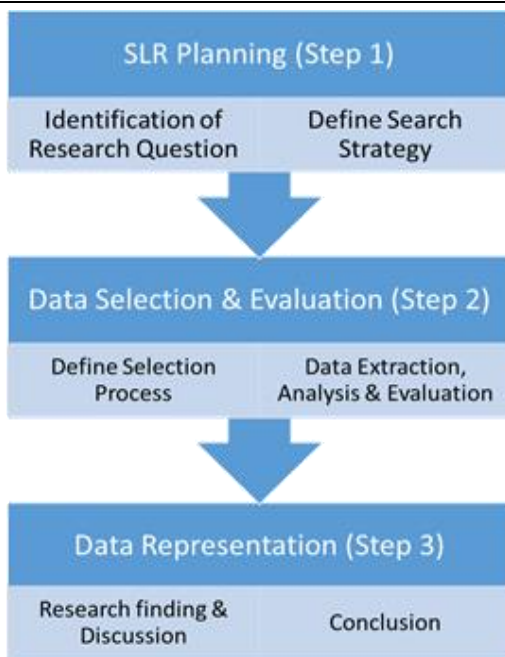 SLR Planning (Step 1)
Identification of
Research Question
Define Search
Strategy
Data Selection & Evaluation (Step 2)
Define Selection
Process
Data Extraction,
Analysis & Evaluation
Data Representation (Step 3)
Research finding &
Discussion
Conclusion